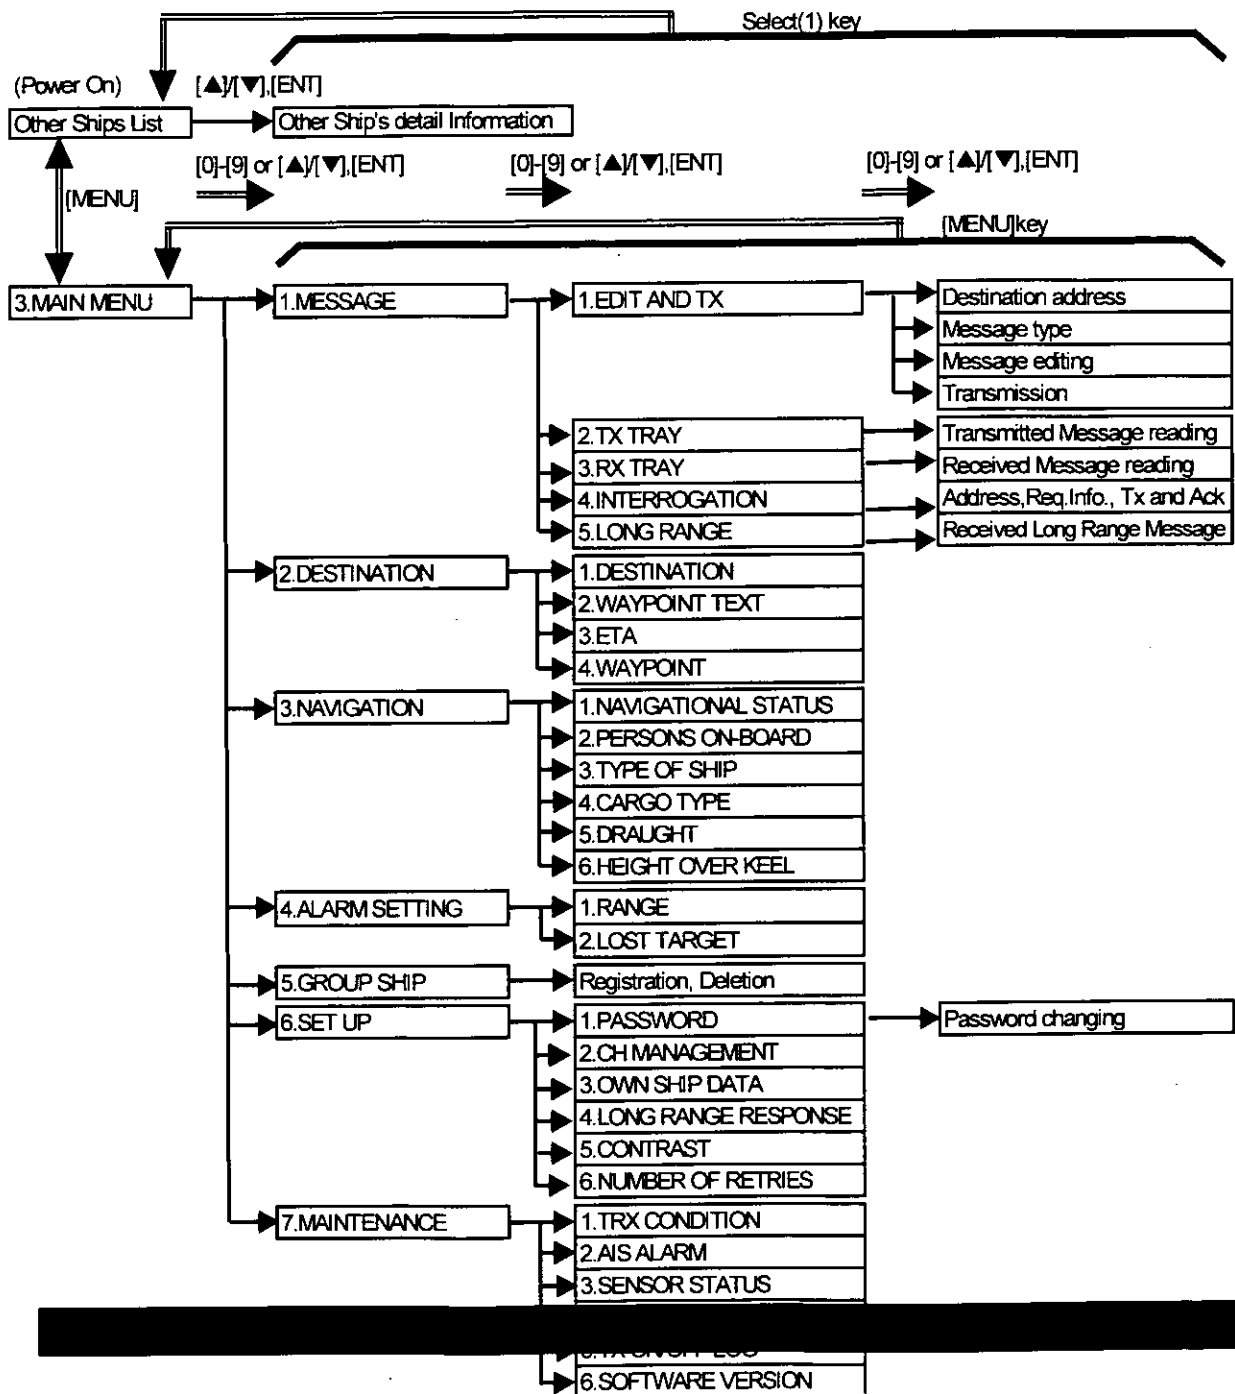 Select(1) key
(Power On) [▲]/[▼],[ENT]
Other Ships List Other Ship's detail Information
[0]-[9] or [▲]/[▼],[ENT] [0]-[9] or [▲]/[▼],[ENT] [0]-[9] or [▲]/[▼],[ENT]
[MENU]
[MENU]key
3.MAIN MENU 1.MESSAGE 1.EDIT AND TX Destination address
Message type
Message editing
Transmission
2.TX TRAY Transmitted Message reading
3.RX TRAY Received Message reading
4.INTERROGATION Address,Req.Info., Tx and Ack
5.LONG RANGE Received Long Range Message
2.DESTINATION 1.DESTINATION
2.WAYPOINT TEXT
3.ETA
4.WAYPOINT
3.NAVIGATION 1.NAVIGATIONAL STATUS
2.PERSONS ON-BOARD
3.TYPE OF SHIP
4.CARGO TYPE
5.DRAUGHT
6.HEIGHT OVER KEEL
4.ALARM SETTING 1.RANGE
2.LOST TARGET
5.GROUP SHIP Registration, Deletion
6.SET UP 1.PASSWORD Password changing
2.CH MANAGEMENT
3.OWN SHIP DATA
4.LONG RANGE RESPONSE
5.CONTRAST
6.NUMBER OF RETRIES
7.MAINTENANCE 1.TRX CONDITION
2.AIS ALARM
3.SENSOR STATUS
6.SOFTWARE VERSION